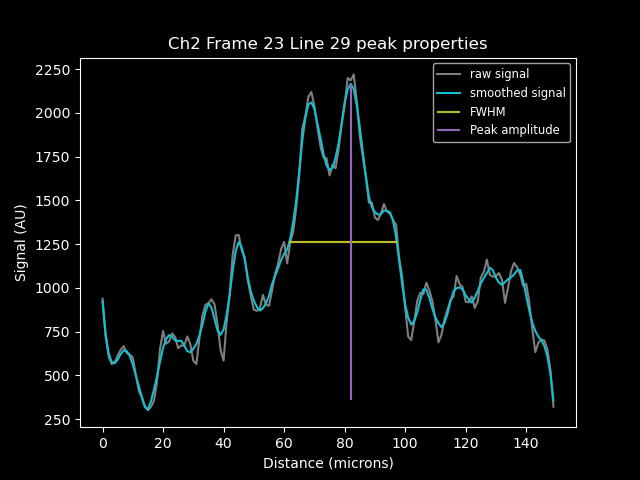 Ch2 Frame 23 Line 29 peak properties
raw signal
smoothed signal
FWHM
Peak amplitude
Signal (AU)
2250
2000
1750
1500
1250
1000
750
500
250
0 20 40 60 80 100 120 140
Distance (microns)